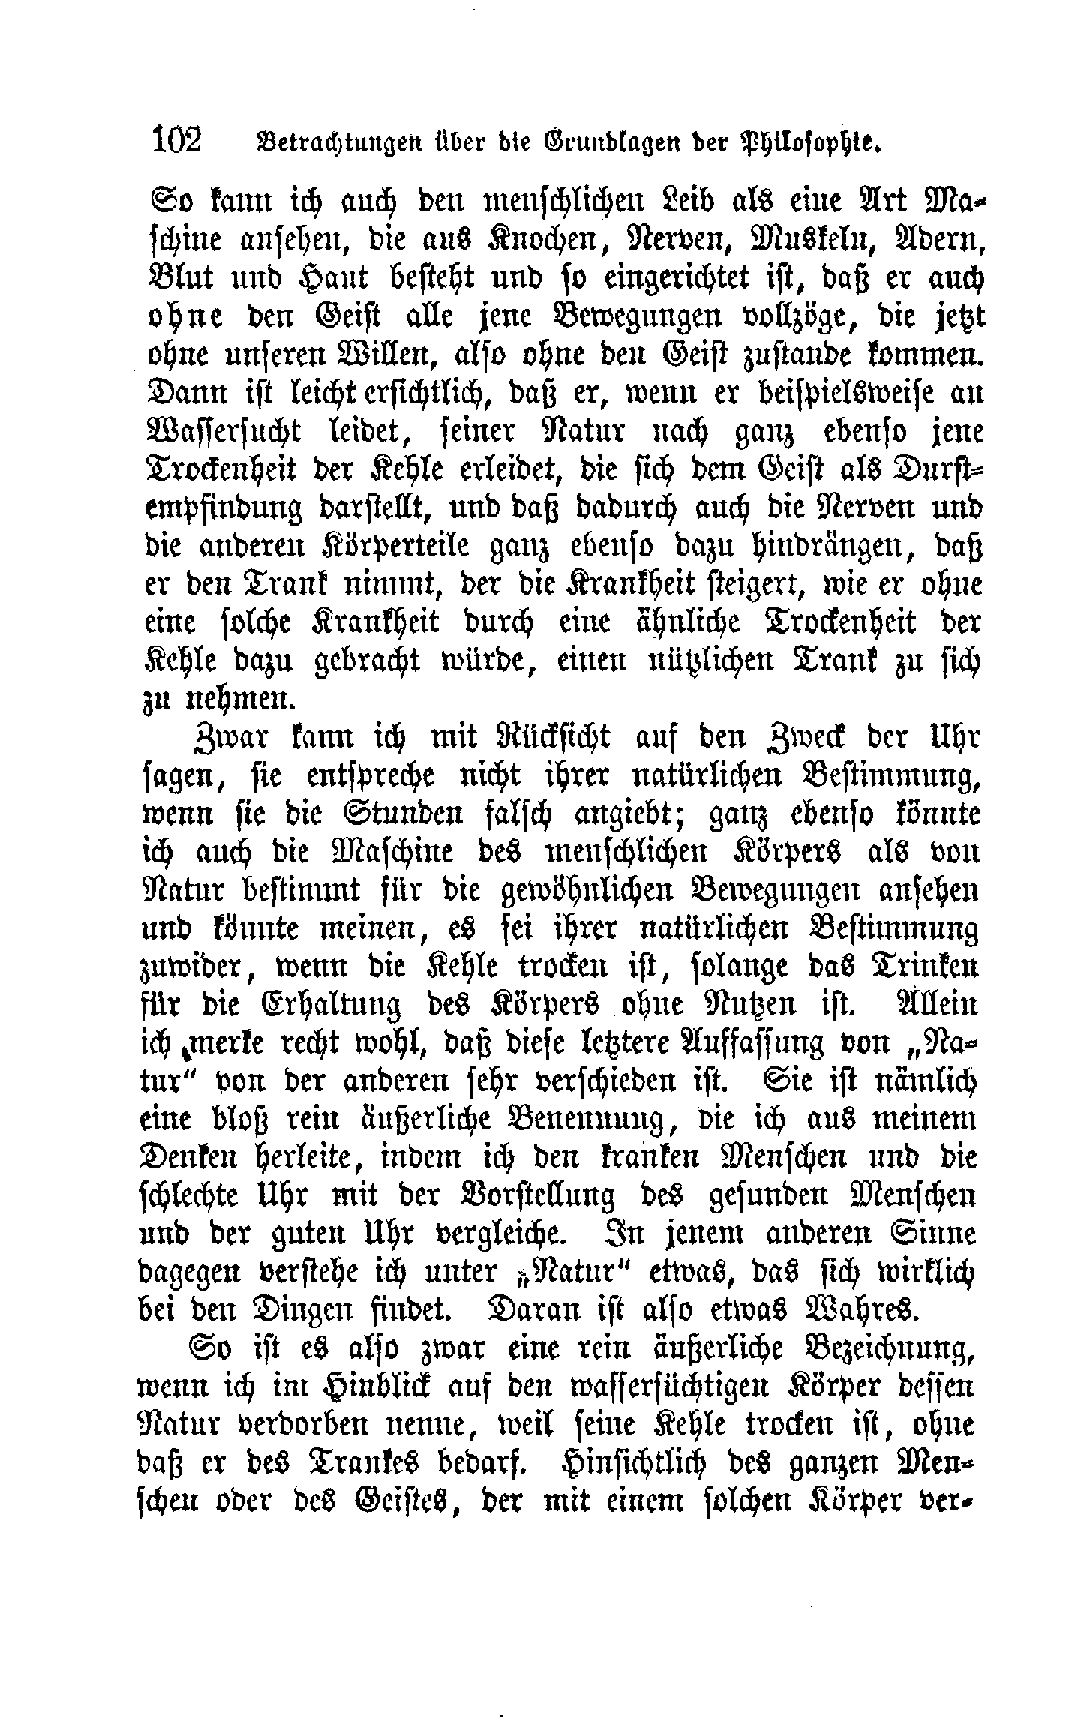 102 Betrachtungen über die Grundlagen der Philosophie.
So kann ich auch den menschlichen Leib als eine Art Ma-
schine ansehen, die aus Knochen, Nerven, Muskeln, Adern,
Blut und Haut besteht und so eingerichtet ist, daß er auch
ohne den Geist alle jene Bewegungen vollzöge, die jetzt
ohne unseren Willen, also ohne den Geist zustande kommen.
Dann ist leicht ersichtlich, daß er, wenn er beispielsweise an
Wassersucht leidet, seiner Natur nach ganz ebenso jene
Trockenheit der Kehle erleidet, die sich dem Geist als Durst-
empfindung darstellt, und daß dadurch auch die Nerven und
die anderen Körperteile ganz ebenso dazu hindrängen, daß
er den Trank nimmt, der die Krankheit steigert, wie er ohne
eine solche Krankheit durch eine ähnliche Trockenheit der
Kehle dazu gebracht würde, einen nützlichen Trank zu sich
zu nehmen.
Zwar kann ich mit Rücksicht auf den Zweck der Uhr
sagen, sie entspreche nicht ihrer natürlichen Bestimmung,
wenn sie die Stunden falsch angiebt; ganz ebenso könnte
ich auch die Maschine des menschlichen Körpers als von
Natur bestimmt für die gewöhnlichen Bewegungen ansehen
und könnte meinen, es sei ihrer natürlichen Bestimmung
zuwider, wenn die Kehle trocken ist, solange das Trinken
für die Erhaltung des Körpers ohne Nutzen ist. Allein
ich merke recht wohl, daß diese letztere Auffassung von „Na-
tur“ von der anderen sehr verschieden ist. Sie ist nämlich
eine bloß rein äußerliche Benennung, die ich aus meinem
Denken herleite, indem ich den kranken Menschen und die
schlechte Uhr mit der Vorstellung des gesunden Menschen
und der guten Uhr vergleiche. In jenem anderen Sinne
dagegen verstehe ich unter „Natur“ etwas, das sich wirklich
bei den Dingen findet. Daran ist also etwas Wahres.
So ist es also zwar eine rein äußerliche Bezeichnung,
wenn ich im Hinblick auf den wassersüchtigen Körper dessen
Natur verdorben nenne, weil seine Kehle trocken ist, ohne
daß er des Trankes bedarf. Hinsichtlich des ganzen Men-
schen oder des Geistes, der mit einem solchen Körper ver-